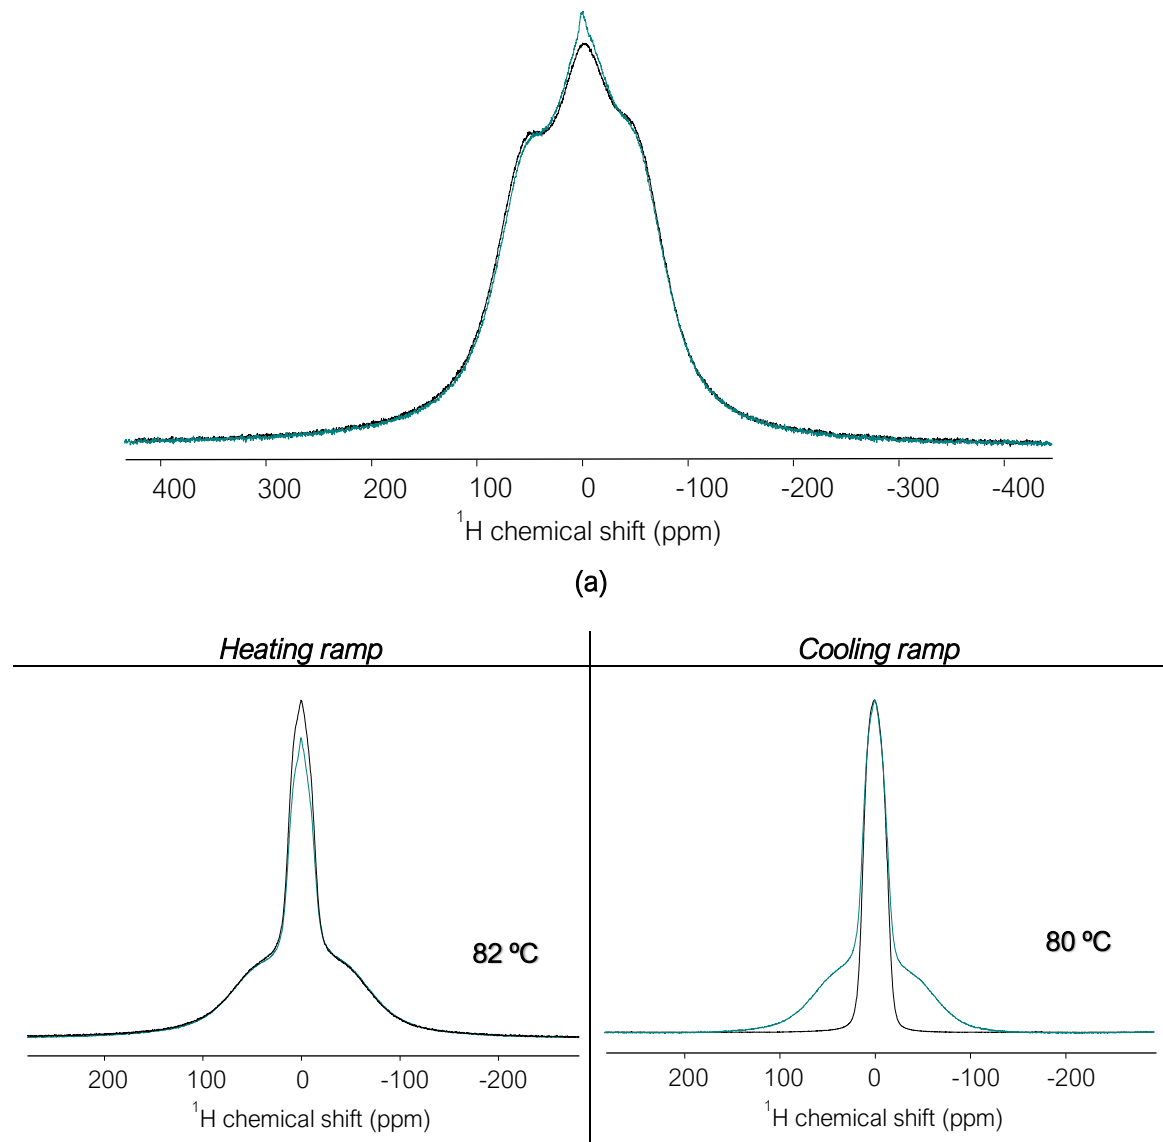 400 300 200 100 0 -100 -200 -300 -400
¹H chemical shift (ppm)
(a)
Heating ramp
Cooling ramp
82 ºC
80 ºC
200 100 0 -100 -200
200 100 0 -100 -200
¹H chemical shift (ppm)
¹H chemical shift (ppm)